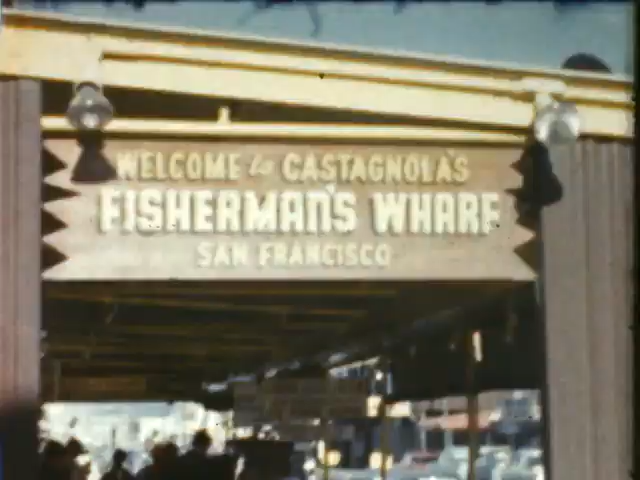 WELCOME to CASTAGNOLA'S
FISHERMAN'S WHARF
SAN FRANCISCO